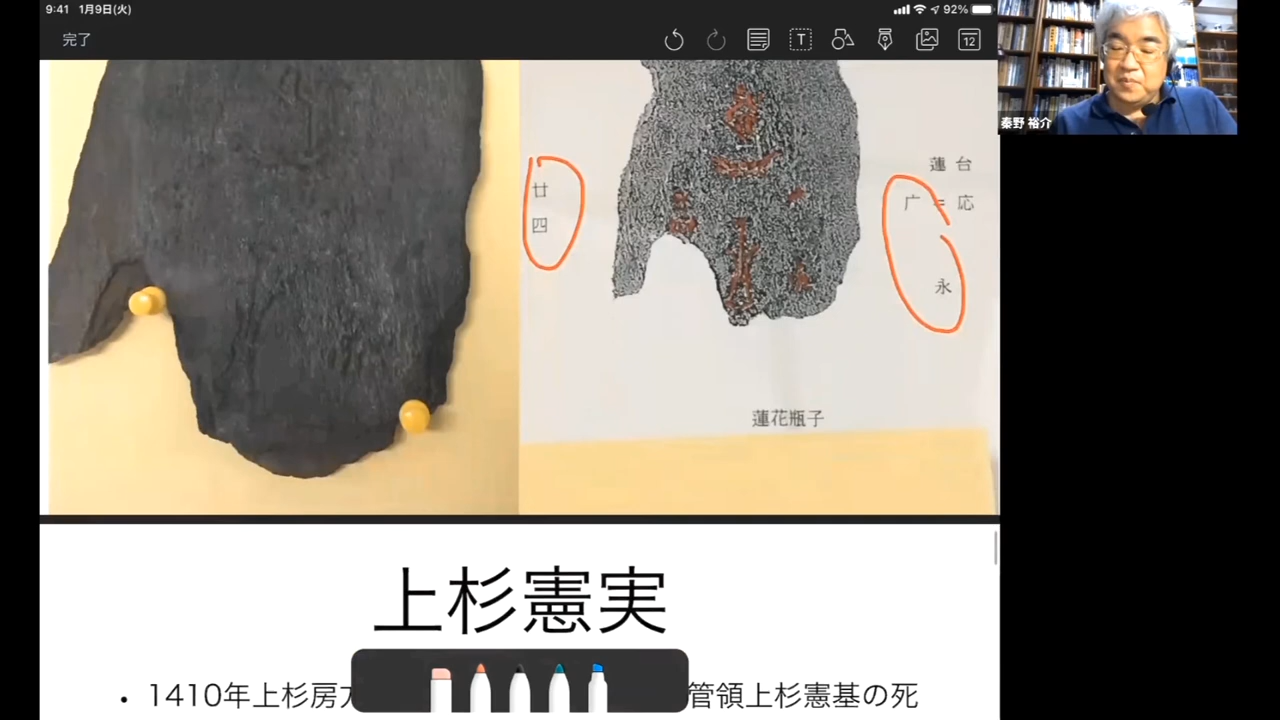 9:41 1月9日(火)
92%
完了
T
12
秦野 裕介
台
蓮
応
=
广
永
廿
四
蓮花瓶子
上杉憲実
• 1410年上杉房
管領上杉憲基の死